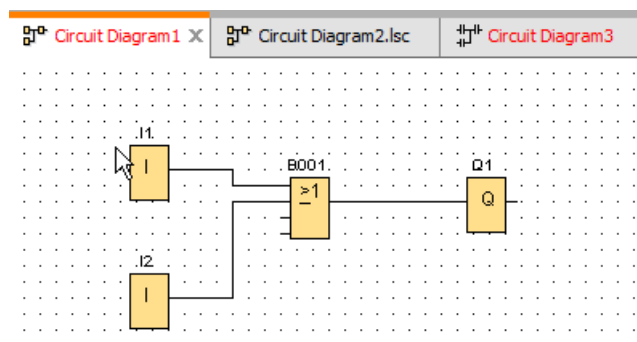 Circuit Diagram1 X Circuit Diagram2.lsc Circuit Diagram3
I1
I
B001
≥1
Q1
Q
I2
I